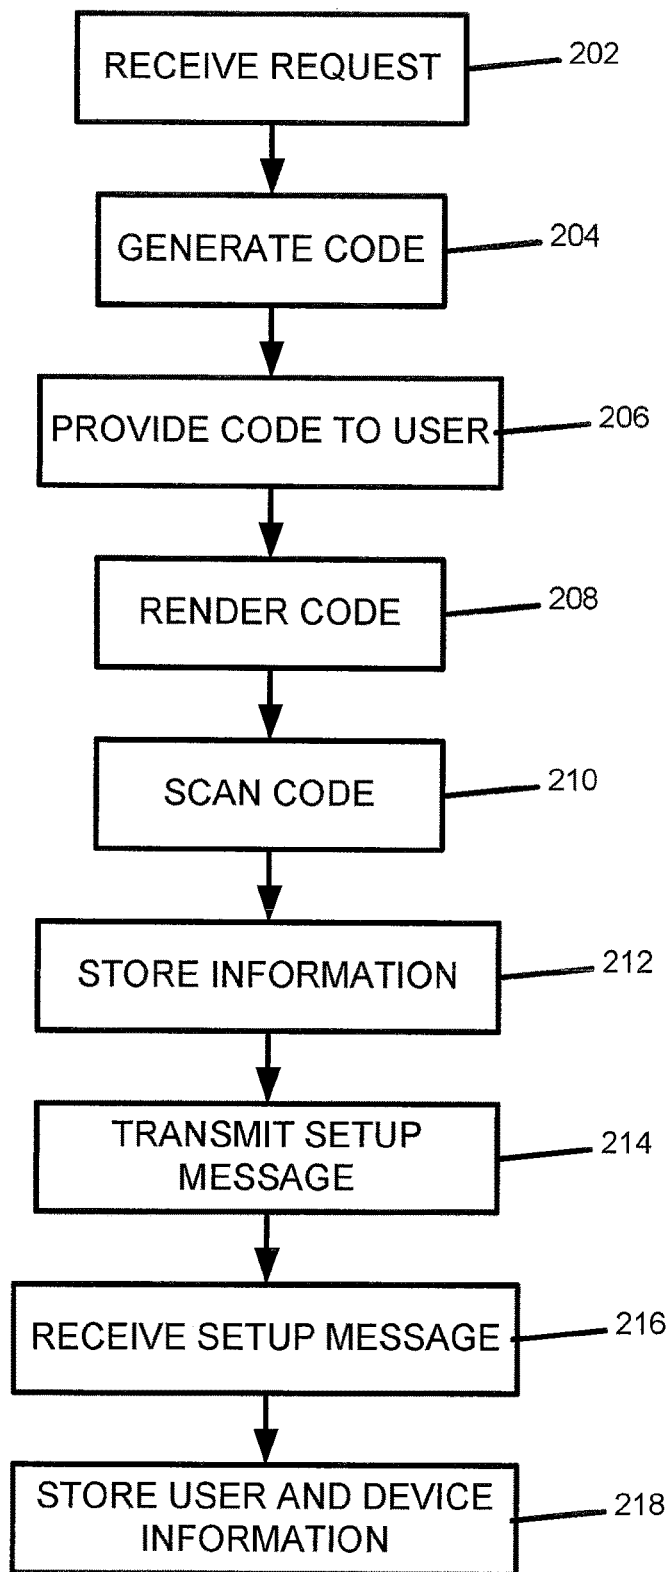 RECEIVE REQUEST
202
GENERATE CODE
204
PROVIDE CODE TO USER
206
RENDER CODE
208
SCAN CODE
210
STORE INFORMATION
212
TRANSMIT SETUP
MESSAGE
214
RECEIVE SETUP MESSAGE
216
STORE USER AND DEVICE
INFORMATION
218